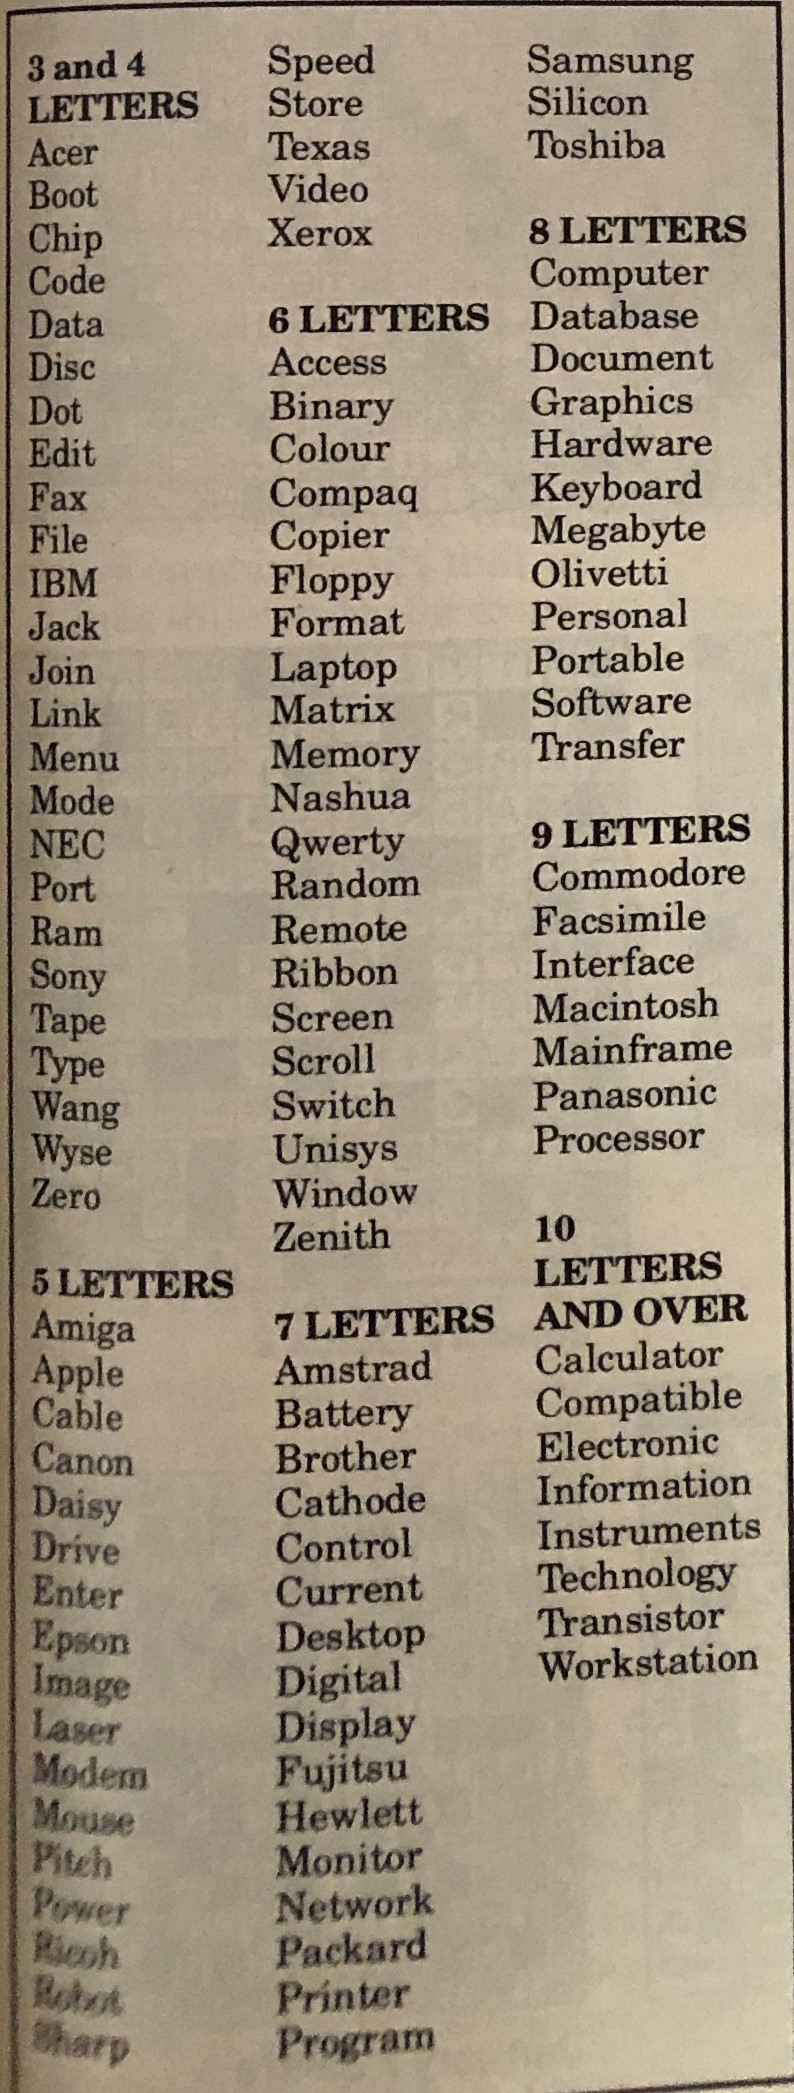 3 and 4
LETTERS
Acer
Boot
Chip
Code
Data
Disc
Dot
Edit
Fax
File
IBM
Jack
Join
Link
Menu
Mode
NEC
Port
Ram
Sony
Tape
Type
Wang
Wyse
Zero
5 LETTERS
Amiga
Apple
Cable
Canon
Daisy
Drive
Enter
Epson
Image
Laser
Modem
Mouse
Pitch
Power
Ricoh
Robot
Sharp
Speed
Store
Texas
Video
Xerox
6 LETTERS
Access
Binary
Colour
Compaq
Copier
Floppy
Format
Laptop
Matrix
Memory
Nashua
Qwerty
Random
Remote
Ribbon
Screen
Scroll
Switch
Unisys
Window
Zenith
7 LETTERS
Amstrad
Battery
Brother
Cathode
Control
Current
Desktop
Digital
Display
Fujitsu
Hewlett
Monitor
Network
Packard
Printer
Program
Samsung
Silicon
Toshiba
8 LETTERS
Computer
Database
Document
Graphics
Hardware
Keyboard
Megabyte
Olivetti
Personal
Portable
Software
Transfer
9 LETTERS
Commodore
Facsimile
Interface
Macintosh
Mainframe
Panasonic
Processor
10
LETTERS
AND OVER
Calculator
Compatible
Electronic
Information
Instruments
Technology
Transistor
Workstation